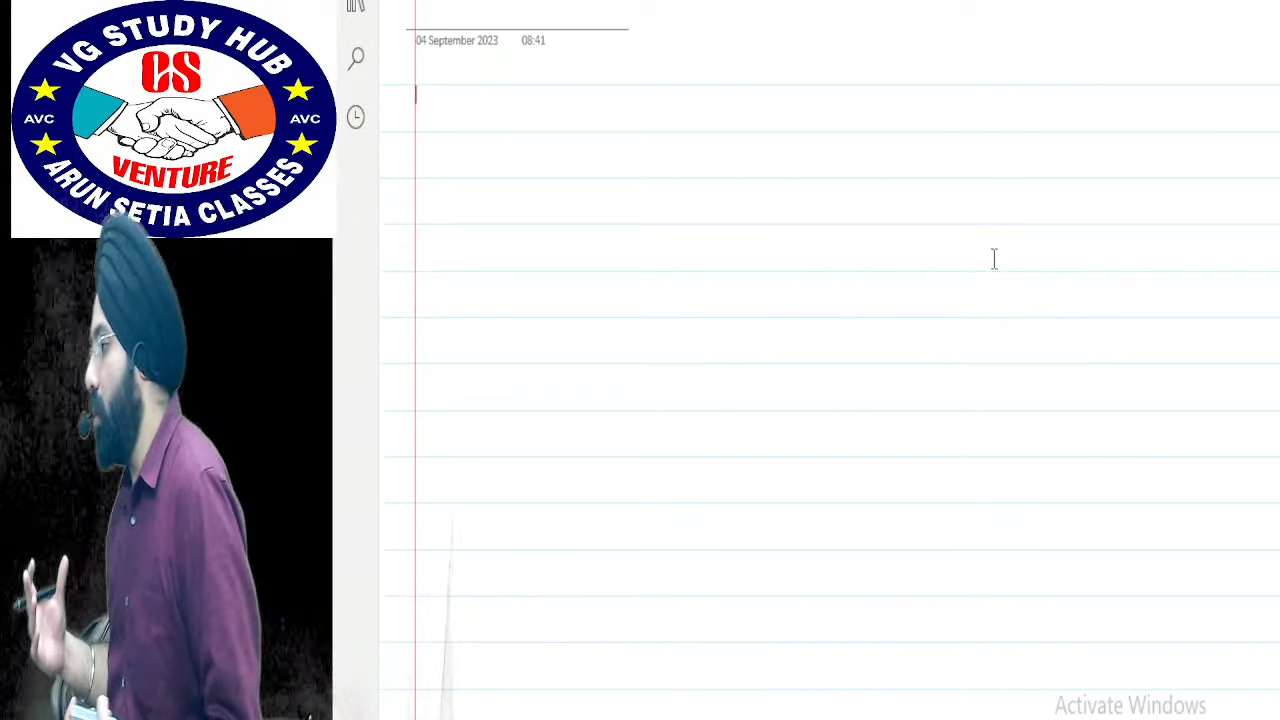 VG STUDY HUB
CS
AVC
AVC
VENTURE
ARUN SETIA CLASSES
04 September 2023 08:41
Activate Windows